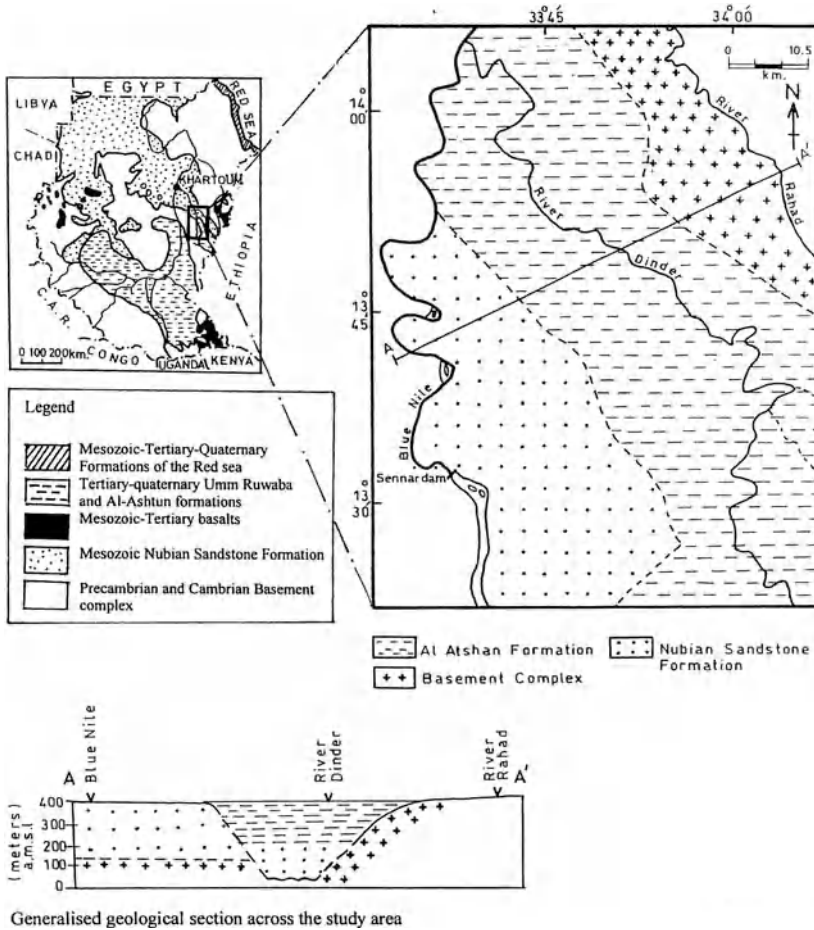 EGYPT
LIBYA
RED SEA
CHAD
KHARTOUM
ETHIOPIA
C.A.R.
CONGO
UGANDA
KENYA
0 100 200km.
Legend
Mesozoic-Tertiary-Quaternary
Formations of the Red sea
Tertiary-quaternary Umm Ruwaba
and Al-Ashtun formations
Mesozoic-Tertiary basalts
Mesozoic Nubian Sandstone Formation
Precambrian and Cambrian Basement
complex
33°45
34°00
0 10.5
km.
N
14°00
13°45
13°30
River
Rahad
A'
River
Dinder
A
Blue Nile
Sennardam
Al Atshan Formation
Nubian Sandstone
Formation
Basement Complex
A
Blue Nile
River
Dinder
River
Rahad
A'
(meters)
a.m.s.l
400
300
200
100
0
Generalised geological section across the study area